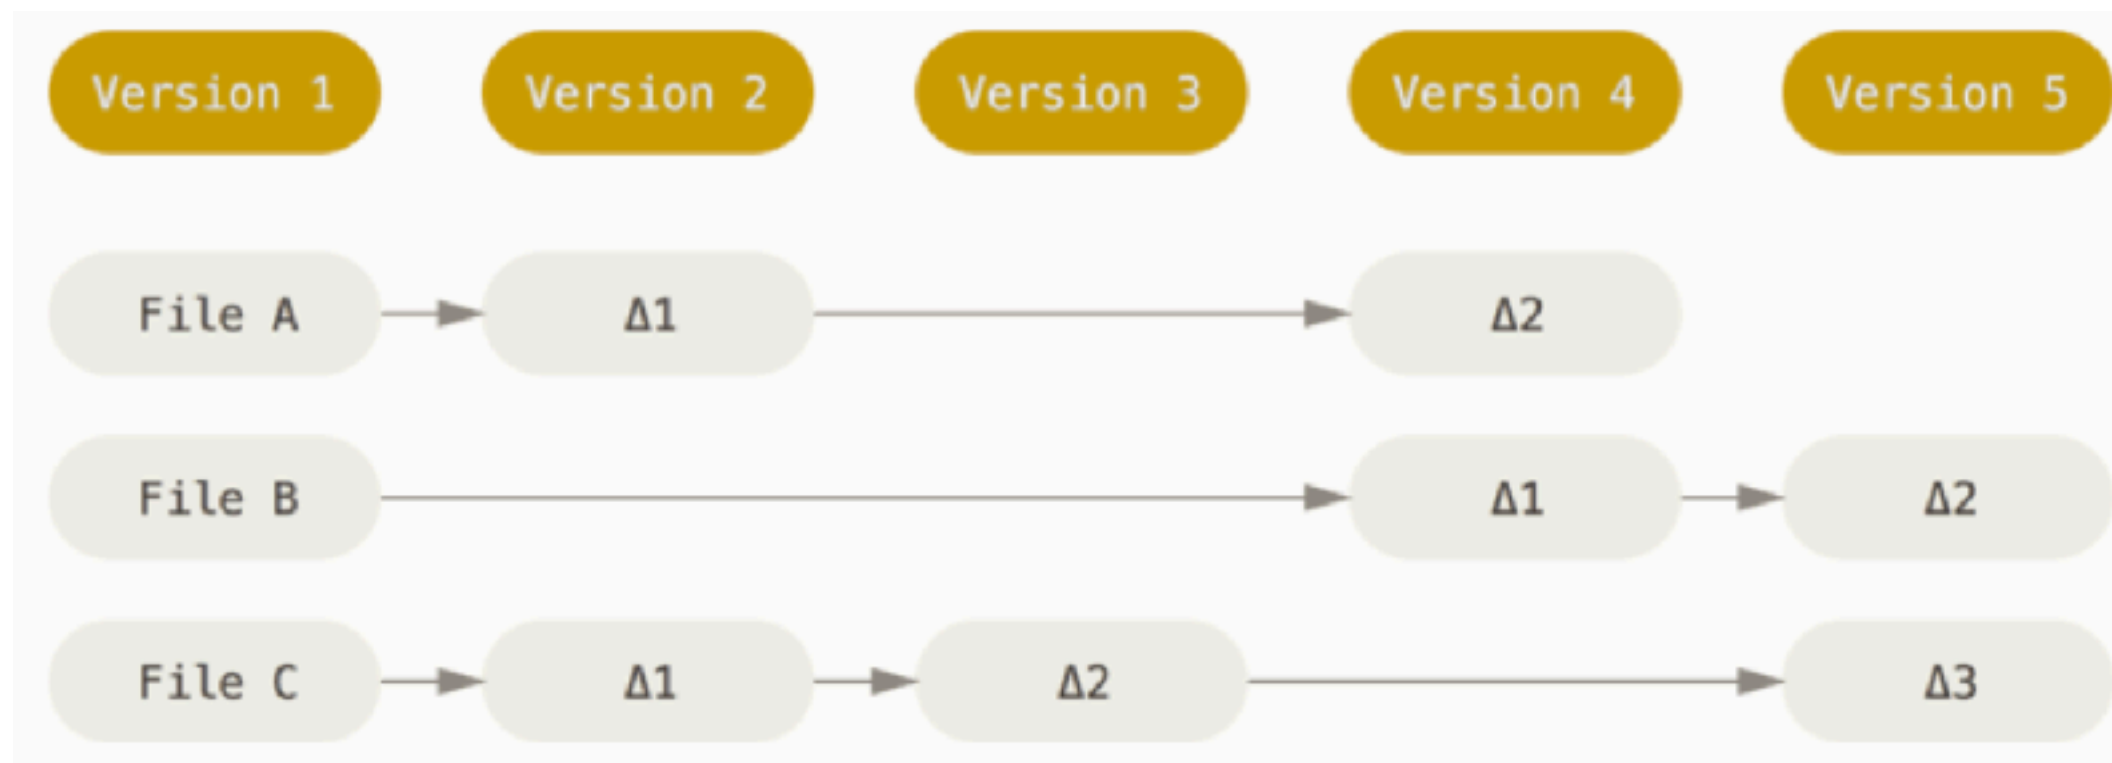 Version 1 Version 2 Version 3 Version 4 Version 5
File A Δ1 Δ2
File B Δ1 Δ2
File C Δ1 Δ2 Δ3